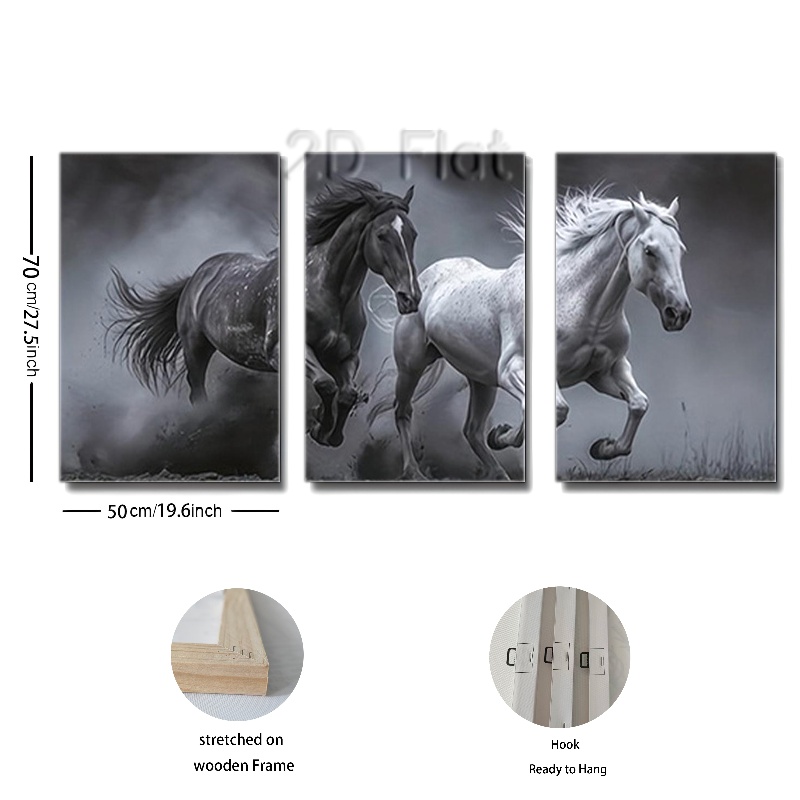 2D Flat
70 cm/27.5inch
50cm/19.6inch
stretched on
wooden Frame
Hook
Ready to Hang